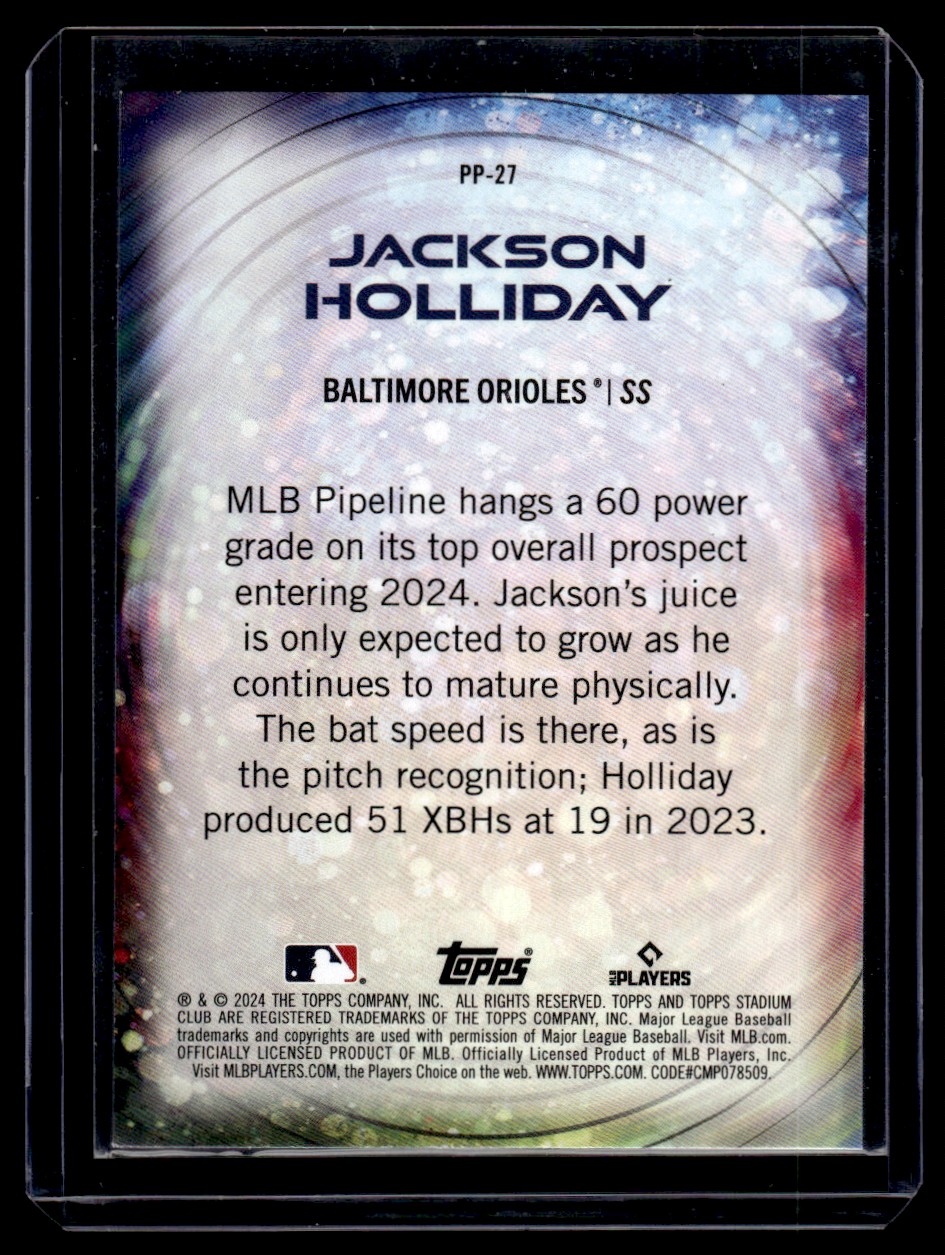 PP-27
JACKSON
HOLLIDAY
BALTIMORE ORIOLES® | SS
MLB Pipeline hangs a 60 power
grade on its top overall prospect
entering 2024. Jackson's juice
is only expected to grow as he
continues to mature physically.
The bat speed is there, as is
the pitch recognition; Holliday
produced 51 XBHs at 19 in 2023.
TOPPS® MLB PLAYERS
® & © 2024 THE TOPPS COMPANY, INC. ALL RIGHTS RESERVED. TOPPS AND TOPPS STADIUM
CLUB ARE REGISTERED TRADEMARKS OF THE TOPPS COMPANY, INC. Major League Baseball
trademarks and copyrights are used with permission of Major League Baseball. Visit MLB.com.
OFFICIALLY LICENSED PRODUCT OF MLB. Officially Licensed Product of MLB Players, Inc.
Visit MLBPLAYERS.COM, the Players Choice on the web. WWW.TOPPS.COM. CODE#CMP078509.